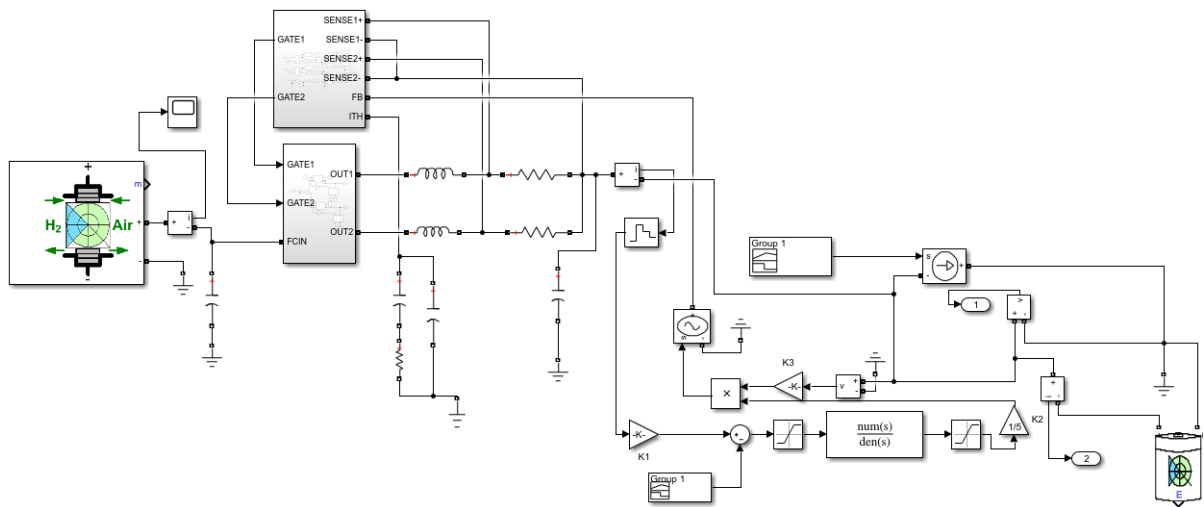 SENSE1+
GATE1
SENSE1-
SENSE2+
SENSE2-
GATE2
FB
ITH
GATE1
OUT1
GATE2
OUT2
FCIN
+
m
H2
Air
+
-
-
+
i
-
+
i
-
Group 1
s
+
-
1
v
+ -
K3
-K-
v
+
-
+
i
-
s
+
-
×
K2
1/5
-K-
K1
+
-
num(s)
den(s)
Group 1
2
E